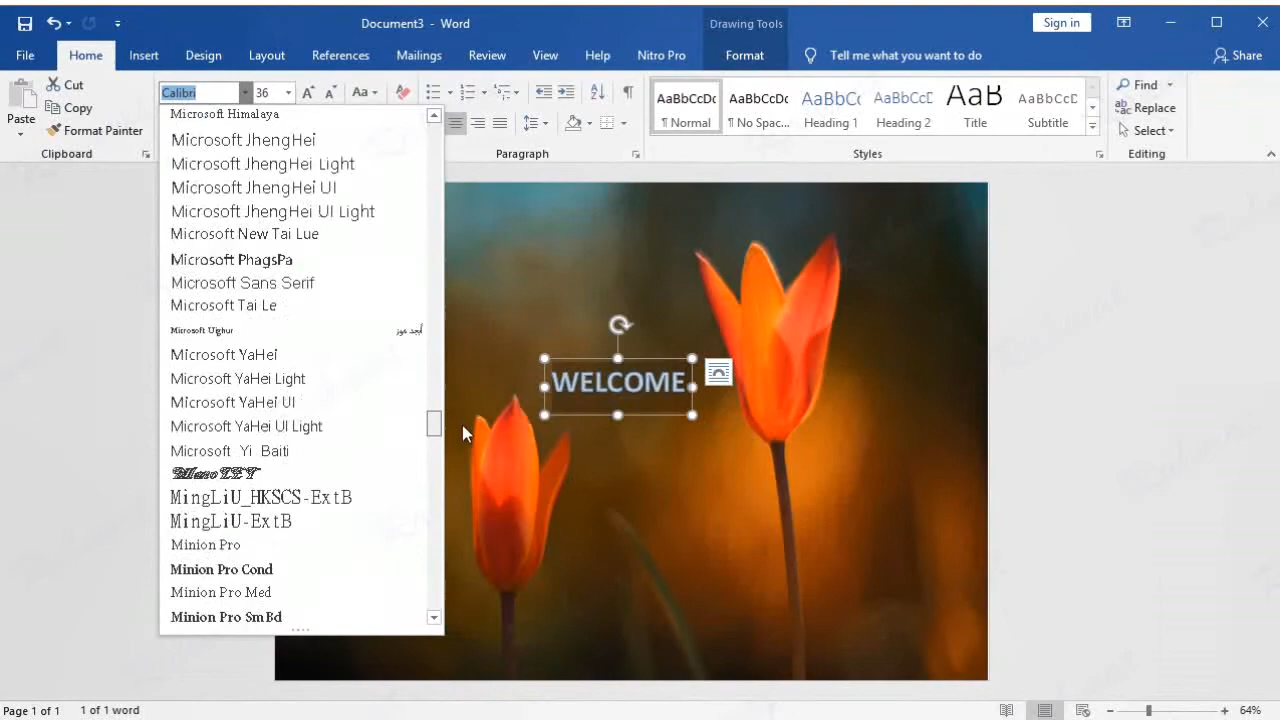 Document3 - Word
Drawing Tools
Sign in
File
Home
Insert
Design
Layout
References
Mailings
Review
View
Help
Nitro Pro
Format
Tell me what you want to do
Share
Paste
Cut
Copy
Format Painter
Clipboard
Calibri
36
Aa
Paragraph
AaBbCcDc
¶ Normal
AaBbCcDc
¶ No Spac...
AaBbCc
Heading 1
AaBbCcD
Heading 2
AaB
Title
AaBbCcD
Subtitle
Styles
Find
Replace
Select
Editing
Microsoft Himalaya
Microsoft JhengHei
Microsoft JhengHei Light
Microsoft JhengHei UI
Microsoft JhengHei UI Light
Microsoft New Tai Lue
Microsoft PhagsPa
Microsoft Sans Serif
Microsoft Tai Le
Microsoft Uighur أبجد هوز
Microsoft YaHei
Microsoft YaHei Light
Microsoft YaHei UI
Microsoft YaHei UI Light
Microsoft Yi Baiti
MingLiU_HKSCS-ExtB
MingLiU-ExtB
Minion Pro
Minion Pro Cond
Minion Pro Med
Minion Pro SmBd
WELCOME
Page 1 of 1
1 of 1 word
64%